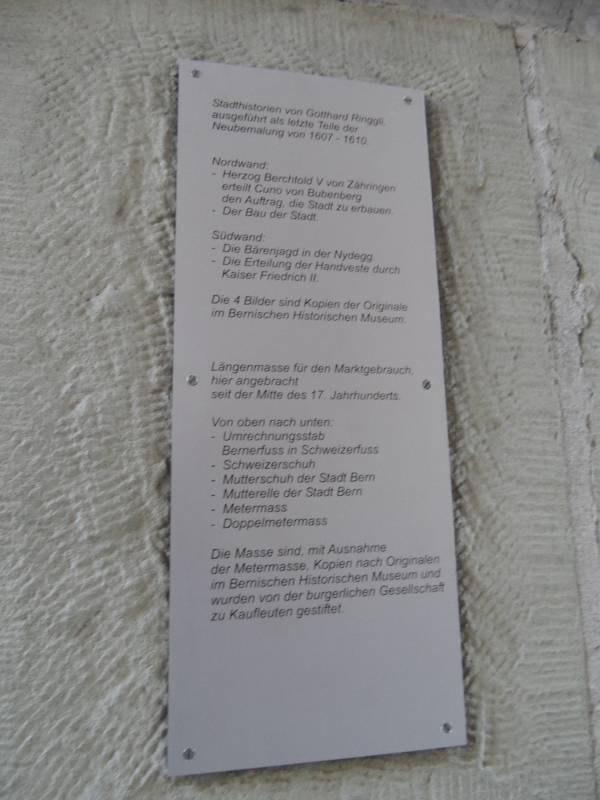 Stadthistorien von Gotthard Ringgli,
ausgeführt als letzte Teile der
Neubemalung von 1607 - 1610.
Nordwand:
- Herzog Berchtold V von Zähringen
erteilt Cuno von Bubenberg
den Auftrag, die Stadt zu erbauen.
- Der Bau der Stadt.
Südwand:
- Die Bärenjagd in der Nydegg.
- Die Erteilung der Handveste durch
Kaiser Friedrich II.
Die 4 Bilder sind Kopien der Originale
im Bernischen Historischen Museum.
Längenmasse für den Marktgebrauch,
hier angebracht
seit der Mitte des 17. Jahrhunderts.
Von oben nach unten:
- Umrechnungsstab
Bernerfuss in Schweizerfuss
- Schweizerschuh
- Mutterschuh der Stadt Bern
- Mutterelle der Stadt Bern
- Metermass
- Doppelmetermass
Die Masse sind, mit Ausnahme
der Metermasse, Kopien nach Originalen
im Bernischen Historischen Museum und
wurden von der burgerlichen Gesellschaft
zu Kaufleuten gestiftet.